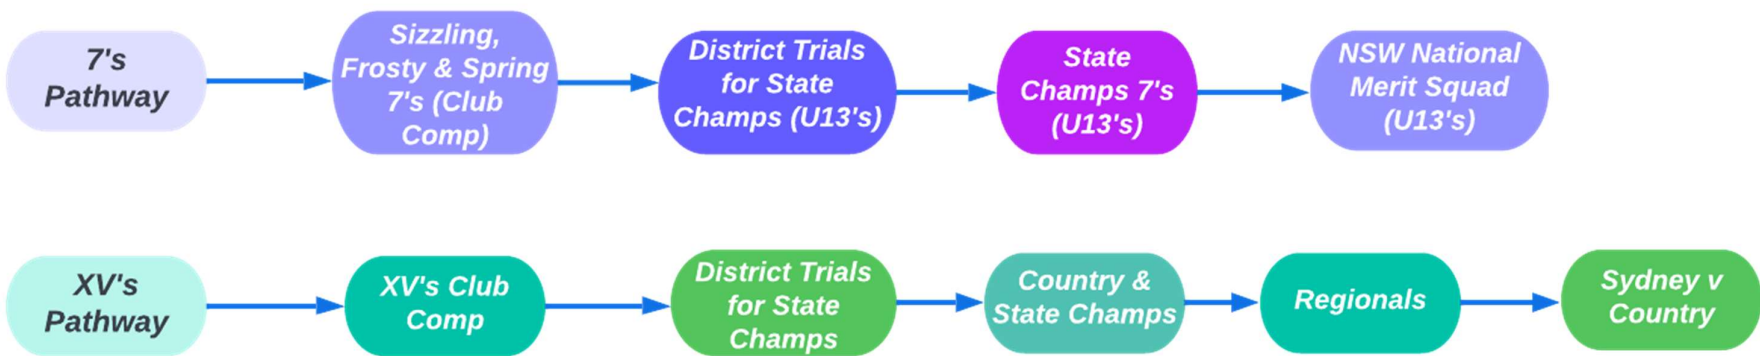 7's
Pathway
Sizzling,
Frosty & Spring
7's (Club
Comp)
District Trials
for State
Champs (U13's)
State
Champs 7's
(U13's)
NSW National
Merit Squad
(U13's)
XV's
Pathway
XV's Club
Comp
District Trials
for State
Champs
Country &
State Champs
Regionals
Sydney v
Country